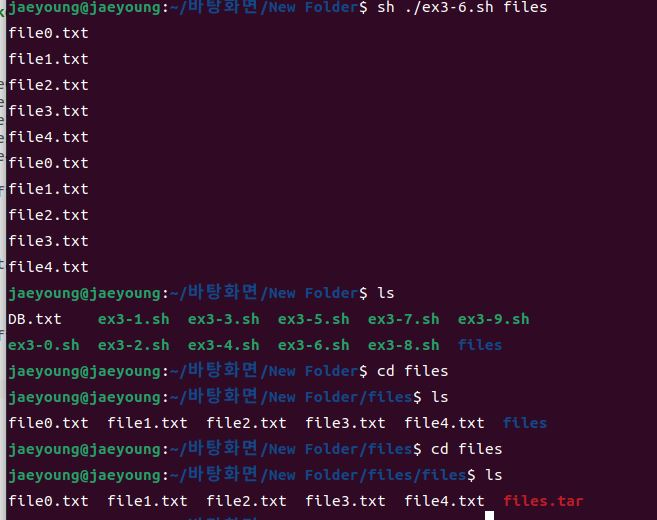 jaeyoung@jaeyoung:~/바탕화면/New Folder$ sh ./ex3-6.sh files
file0.txt
file1.txt
file2.txt
file3.txt
file4.txt
file0.txt
file1.txt
file2.txt
file3.txt
file4.txt
jaeyoung@jaeyoung:~/바탕화면/New Folder$ ls
DB.txt    ex3-1.sh  ex3-3.sh  ex3-5.sh  ex3-7.sh  ex3-9.sh
ex3-0.sh  ex3-2.sh  ex3-4.sh  ex3-6.sh  ex3-8.sh  files
jaeyoung@jaeyoung:~/바탕화면/New Folder$ cd files
jaeyoung@jaeyoung:~/바탕화면/New Folder/files$ ls
file0.txt  file1.txt  file2.txt  file3.txt  file4.txt  files
jaeyoung@jaeyoung:~/바탕화면/New Folder/files$ cd files
jaeyoung@jaeyoung:~/바탕화면/New Folder/files/files$ ls
file0.txt  file1.txt  file2.txt  file3.txt  file4.txt  files.tar